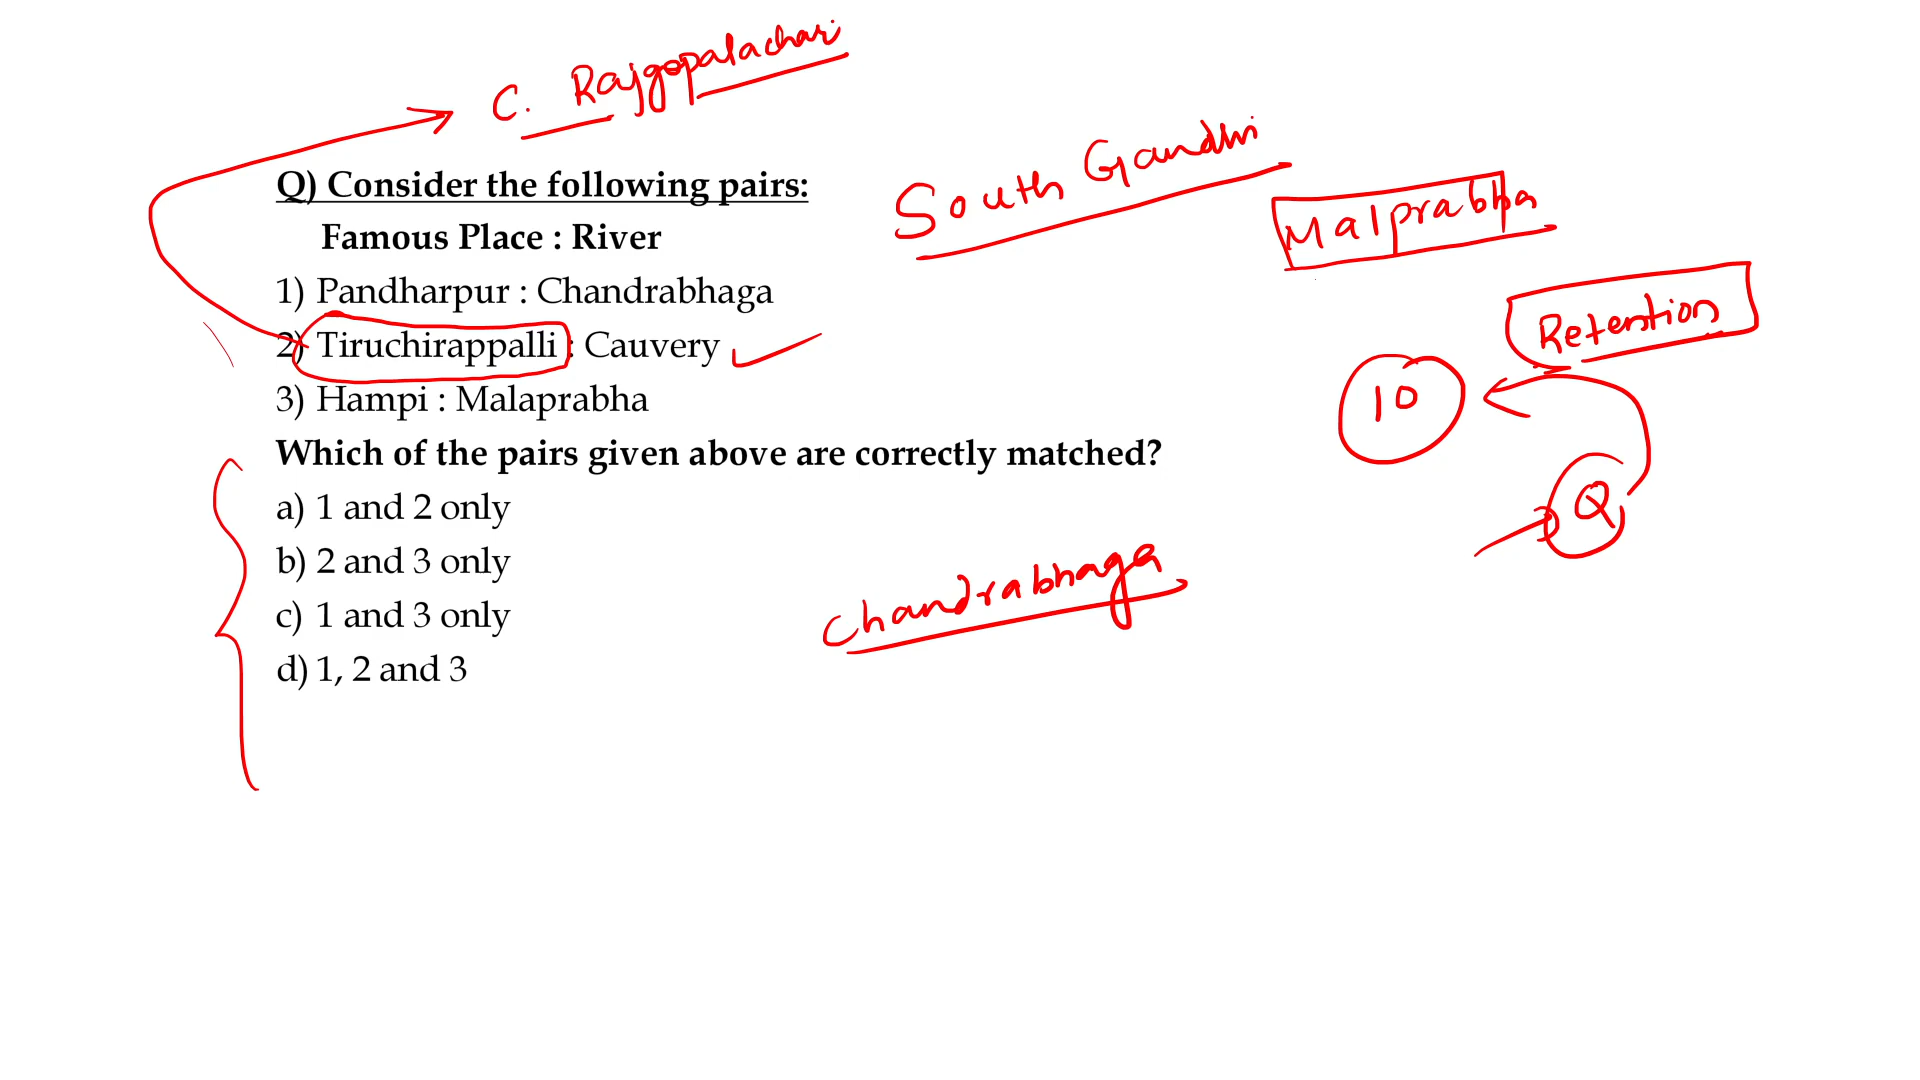 C. Rajgopalachari
South Gandhi
Malprabha
Q) Consider the following pairs:
Famous Place : River
1) Pandharpur : Chandrabhaga
2) Tiruchirappalli : Cauvery
3) Hampi : Malaprabha
Retention
10
Which of the pairs given above are correctly matched?
Q
a) 1 and 2 only
b) 2 and 3 only
Chandrabhaga
c) 1 and 3 only
d) 1, 2 and 3